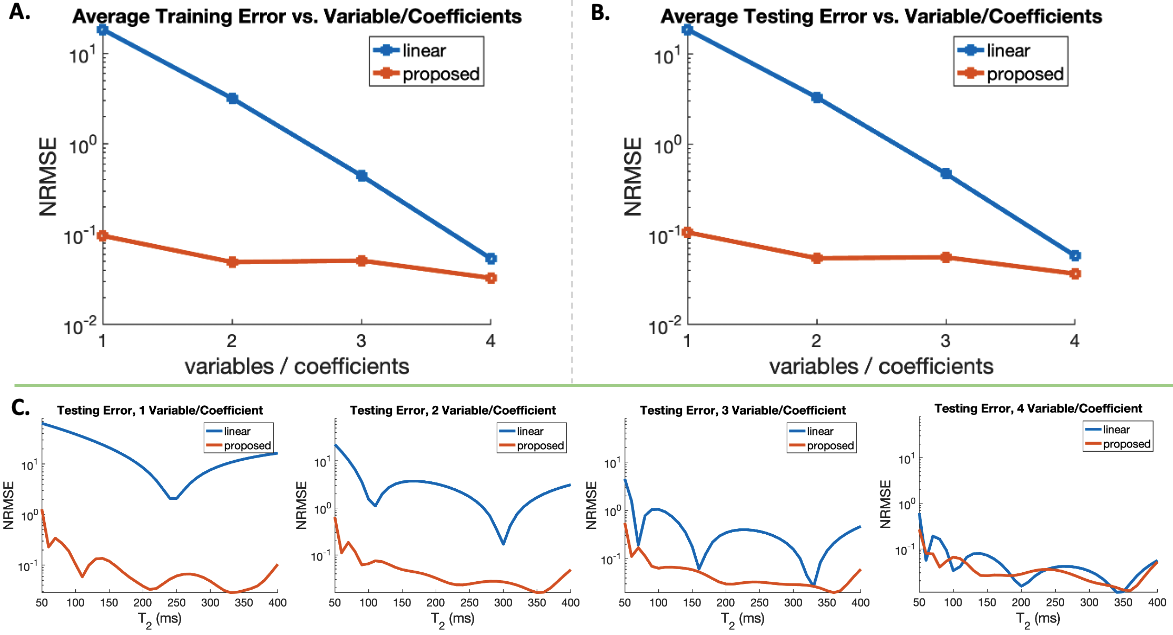 A.
Average Training Error vs. Variable/Coefficients
linear
proposed
10^1
10^0
10^-1
10^-2
NRMSE
1 2 3 4
variables / coefficients
B.
Average Testing Error vs. Variable/Coefficients
linear
proposed
10^1
10^0
10^-1
10^-2
NRMSE
1 2 3 4
variables / coefficients
C.
Testing Error, 1 Variable/Coefficient
linear
proposed
10^1
10^0
10^-1
NRMSE
50 100 150 200 250 300 350 400
T_2 (ms)
Testing Error, 2 Variable/Coefficient
linear
proposed
10^1
10^0
10^-1
NRMSE
50 100 150 200 250 300 350 400
T_2 (ms)
Testing Error, 3 Variable/Coefficient
linear
proposed
10^1
10^0
10^-1
NRMSE
50 100 150 200 250 300 350 400
T_2 (ms)
Testing Error, 4 Variable/Coefficient
linear
proposed
10^1
10^0
10^-1
NRMSE
50 100 150 200 250 300 350 400
T_2 (ms)